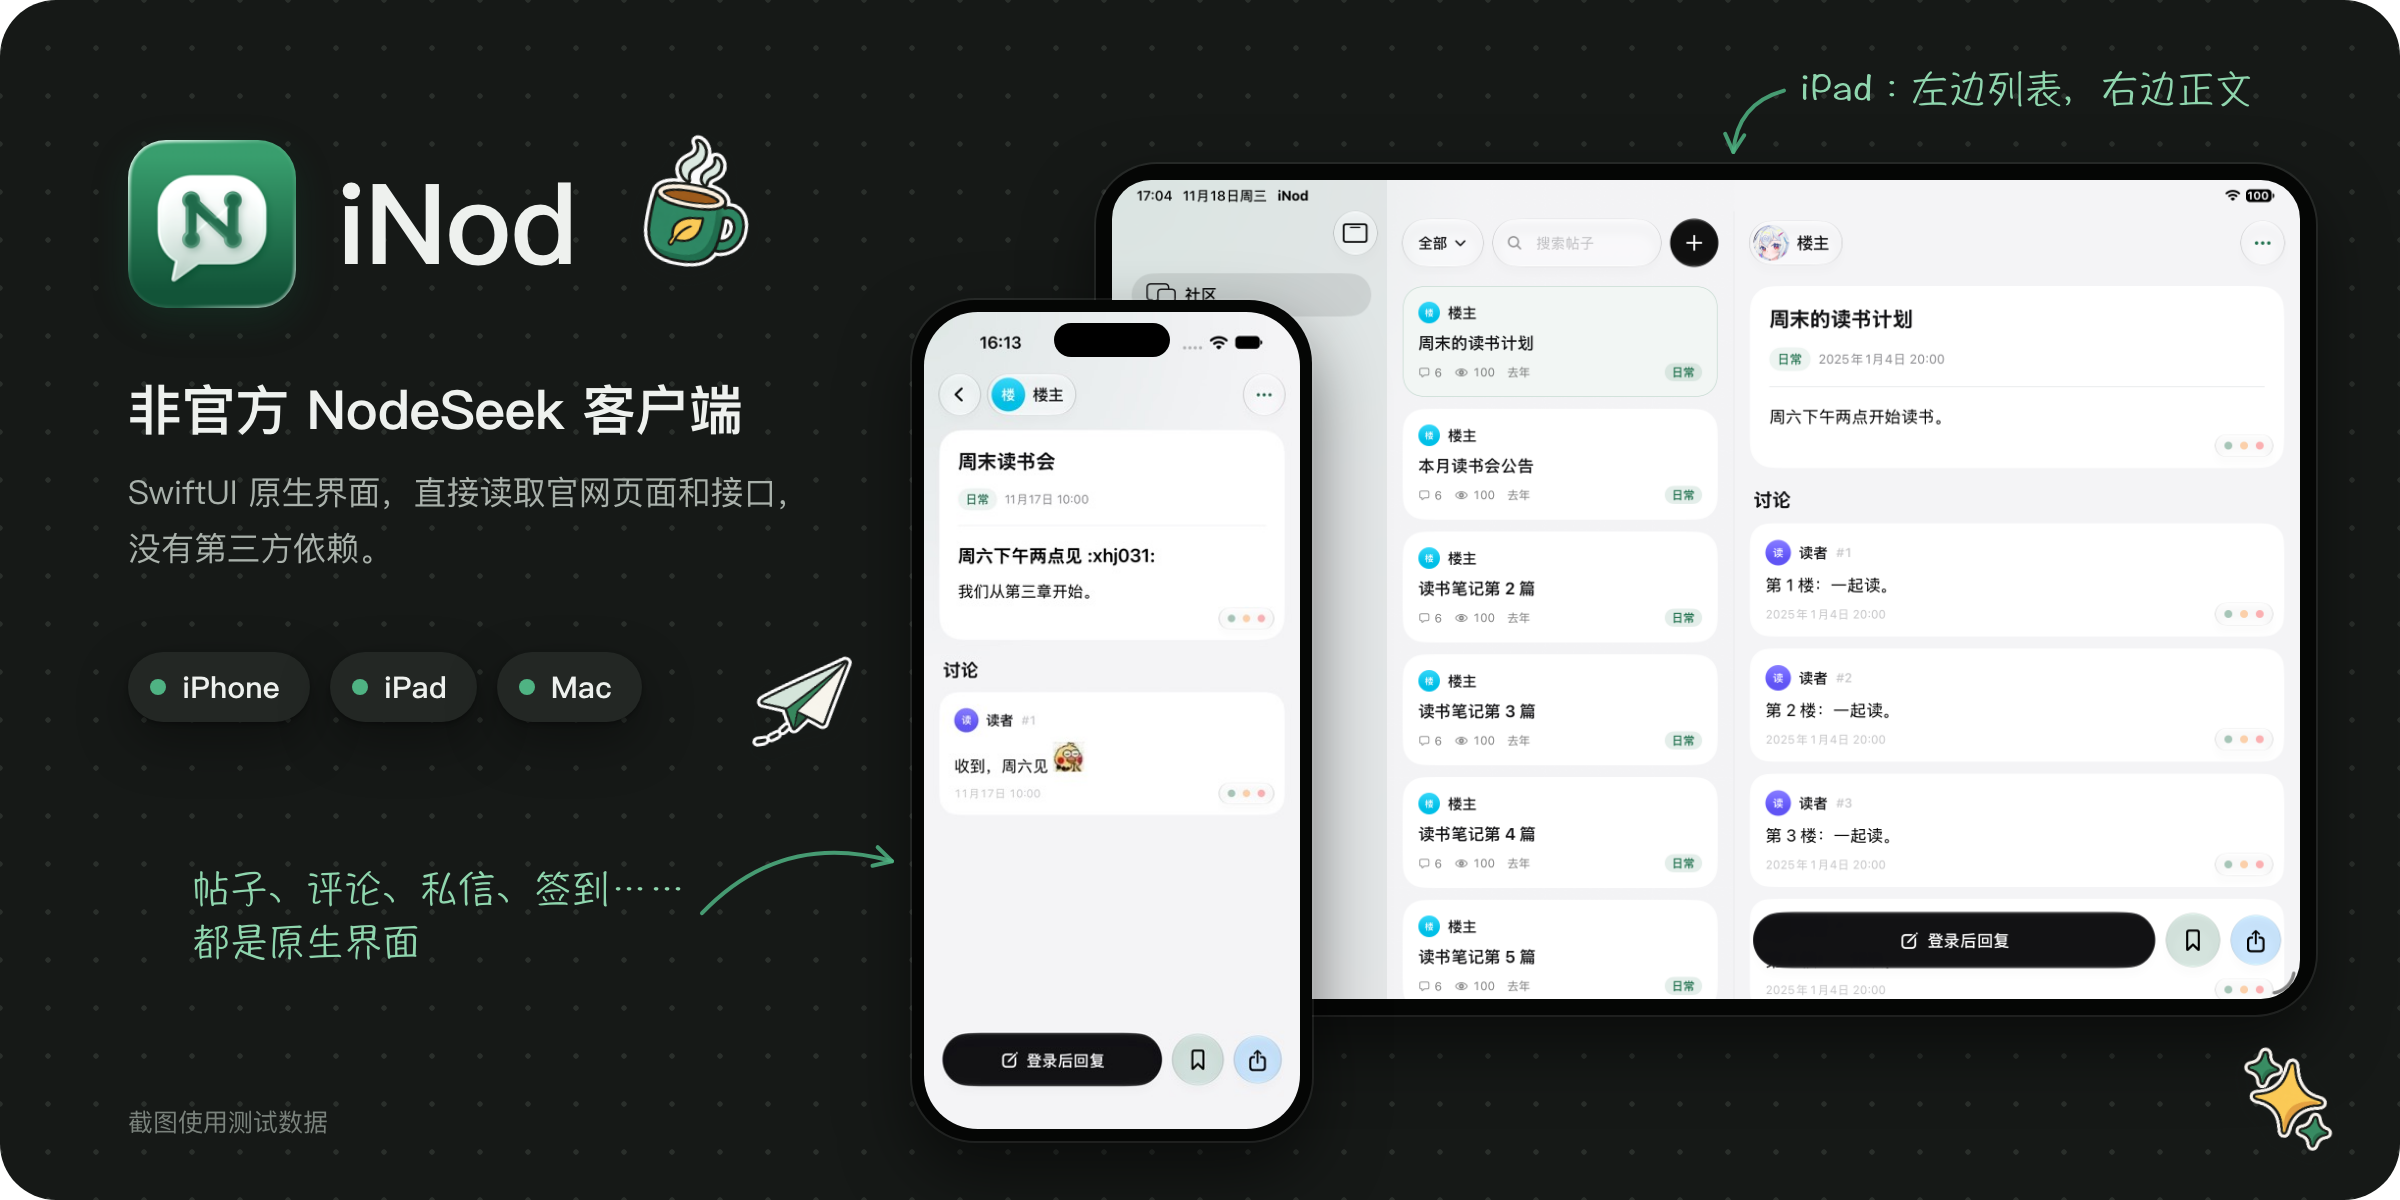 iNod
非官方 NodeSeek 客户端
SwiftUI 原生界面，直接读取官网页面和接口，
没有第三方依赖。
iPhone
iPad
Mac
帖子、评论、私信、签到……
都是原生界面
截图使用测试数据
iPad：左边列表，右边正文
16:13
楼 楼主
周末读书会
日常 11月17日 10:00
周六下午两点见 :xhj031:
我们从第三章开始。
讨论
读 读者 #1
收到，周六见
11月17日 10:00
登录后回复
17:04 11月18日周三 iNod
100
社区
全部
搜索帖子
楼 楼主
周末的读书计划
6 100 去年 日常
楼 楼主
本月读书会公告
6 100 去年 日常
楼 楼主
读书笔记第 2 篇
6 100 去年 日常
楼 楼主
读书笔记第 3 篇
6 100 去年 日常
楼 楼主
读书笔记第 4 篇
6 100 去年 日常
楼 楼主
读书笔记第 5 篇
6 100 去年 日常
楼主
周末的读书计划
日常 2025年1月4日 20:00
周六下午两点开始读书。
讨论
读 读者 #1
第 1 楼：一起读。
2025年1月4日 20:00
读 读者 #2
第 2 楼：一起读。
2025年1月4日 20:00
读 读者 #3
第 3 楼：一起读。
2025年1月4日 20:00
登录后回复
2025年1月4日 20:00